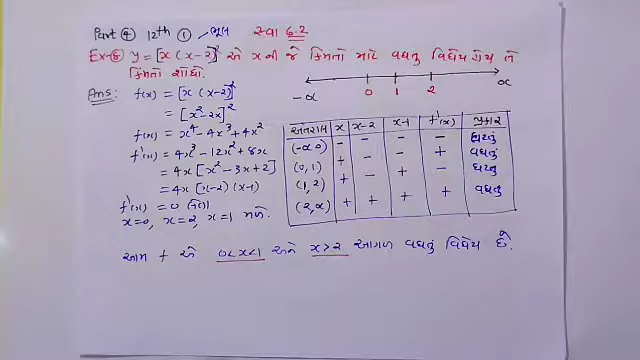 Part ④ 12th ① / ભૂલ સ્વા 6.2
Ex-⑧ y = [x (x-2)]² એ x ની જે કિંમતો માટે વધતું વિધેય હોય તે
કિંમતો શોધો.
Ans: f(x) = [x (x-2)]²
= [x²-2x]²
f(x) = x⁴ - 4x³ + 4x²
f'(x) = 4x³ - 12x² + 8x
= 4x [x² - 3x + 2]
= 4x (x-2) (x-1)
f'(x) = 0
x=0, x=2, x=1 મળે.
-∝ 0 1 2 ∝
અંતરાલ x x-2 x-1 f'(x) પ્રકાર
(-∝ 0) - - - - ઘટતું
(0, 1) + - - + વધતું
(1, 2) + - + - ઘટતું
(2, ∝) + + + + વધતું
આમ f એ 0<x<1 અને x>2 આગળ વધતું વિધેય છે.